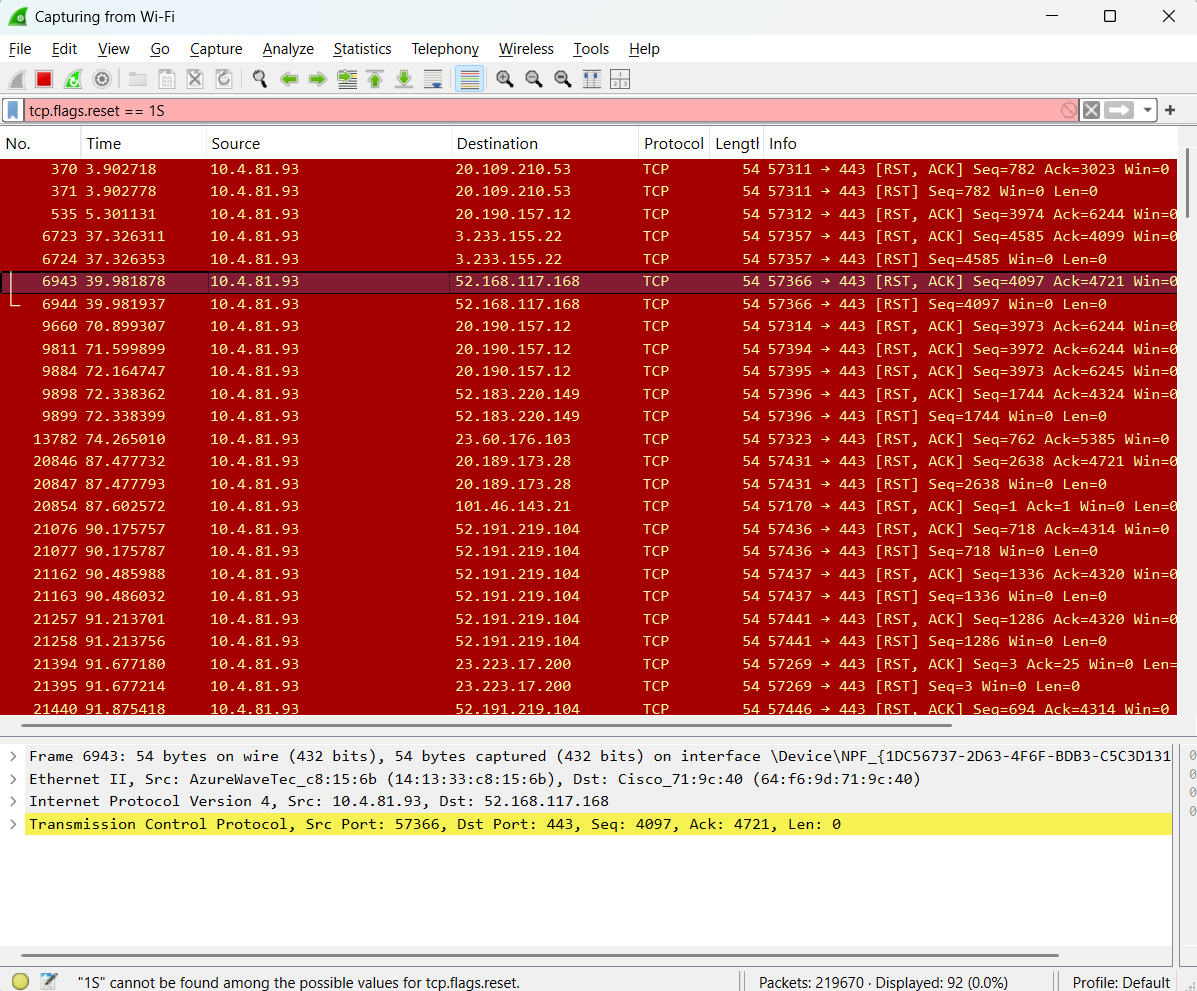 Capturing from Wi-Fi
File Edit View Go Capture Analyze Statistics Telephony Wireless Tools Help
tcp.flags.reset == 1S
No. Time Source Destination Protocol Length Info
370 3.902718 10.4.81.93 20.109.210.53 TCP 54 57311 → 443 [RST, ACK] Seq=782 Ack=3023 Win=0
371 3.902778 10.4.81.93 20.109.210.53 TCP 54 57311 → 443 [RST] Seq=782 Win=0 Len=0
535 5.301131 10.4.81.93 20.190.157.12 TCP 54 57312 → 443 [RST, ACK] Seq=3974 Ack=6244 Win=0
6723 37.326311 10.4.81.93 3.233.155.22 TCP 54 57357 → 443 [RST, ACK] Seq=4585 Ack=4099 Win=0
6724 37.326353 10.4.81.93 3.233.155.22 TCP 54 57357 → 443 [RST] Seq=4585 Win=0 Len=0
6943 39.981878 10.4.81.93 52.168.117.168 TCP 54 57366 → 443 [RST, ACK] Seq=4097 Ack=4721 Win=0
6944 39.981937 10.4.81.93 52.168.117.168 TCP 54 57366 → 443 [RST] Seq=4097 Win=0 Len=0
9660 70.899307 10.4.81.93 20.190.157.12 TCP 54 57314 → 443 [RST, ACK] Seq=3973 Ack=6244 Win=0
9811 71.599899 10.4.81.93 20.190.157.12 TCP 54 57394 → 443 [RST, ACK] Seq=3972 Ack=6244 Win=0
9884 72.164747 10.4.81.93 20.190.157.12 TCP 54 57395 → 443 [RST, ACK] Seq=3973 Ack=6245 Win=0
9898 72.338362 10.4.81.93 52.183.220.149 TCP 54 57396 → 443 [RST, ACK] Seq=1744 Ack=4324 Win=0
9899 72.338399 10.4.81.93 52.183.220.149 TCP 54 57396 → 443 [RST] Seq=1744 Win=0 Len=0
13782 74.265010 10.4.81.93 23.60.176.103 TCP 54 57323 → 443 [RST, ACK] Seq=762 Ack=5385 Win=0
20846 87.477732 10.4.81.93 20.189.173.28 TCP 54 57431 → 443 [RST, ACK] Seq=2638 Ack=4721 Win=0
20847 87.477793 10.4.81.93 20.189.173.28 TCP 54 57431 → 443 [RST] Seq=2638 Win=0 Len=0
20854 87.602572 10.4.81.93 101.46.143.21 TCP 54 57170 → 443 [RST, ACK] Seq=1 Ack=1 Win=0 Len=0
21076 90.175757 10.4.81.93 52.191.219.104 TCP 54 57436 → 443 [RST, ACK] Seq=718 Ack=4314 Win=0
21077 90.175787 10.4.81.93 52.191.219.104 TCP 54 57436 → 443 [RST] Seq=718 Win=0 Len=0
21162 90.485988 10.4.81.93 52.191.219.104 TCP 54 57437 → 443 [RST, ACK] Seq=1336 Ack=4320 Win=0
21163 90.486032 10.4.81.93 52.191.219.104 TCP 54 57437 → 443 [RST] Seq=1336 Win=0 Len=0
21257 91.213701 10.4.81.93 52.191.219.104 TCP 54 57441 → 443 [RST, ACK] Seq=1286 Ack=4320 Win=0
21258 91.213756 10.4.81.93 52.191.219.104 TCP 54 57441 → 443 [RST] Seq=1286 Win=0 Len=0
21394 91.677180 10.4.81.93 23.223.17.200 TCP 54 57269 → 443 [RST, ACK] Seq=3 Ack=25 Win=0 Len=
21395 91.677214 10.4.81.93 23.223.17.200 TCP 54 57269 → 443 [RST] Seq=3 Win=0 Len=0
21440 91.875418 10.4.81.93 52.191.219.104 TCP 54 57446 → 443 [RST, ACK] Seq=694 Ack=4314 Win=0
Frame 6943: 54 bytes on wire (432 bits), 54 bytes captured (432 bits) on interface \Device\NPF_{1DC56737-2D63-4F6F-BDB3-C5C3D131
Ethernet II, Src: AzureWaveTec_c8:15:6b (14:13:33:c8:15:6b), Dst: Cisco_71:9c:40 (64:f6:9d:71:9c:40)
Internet Protocol Version 4, Src: 10.4.81.93, Dst: 52.168.117.168
Transmission Control Protocol, Src Port: 57366, Dst Port: 443, Seq: 4097, Ack: 4721, Len: 0
"1S" cannot be found among the possible values for tcp.flags.reset. Packets: 219670 · Displayed: 92 (0.0%) Profile: Default